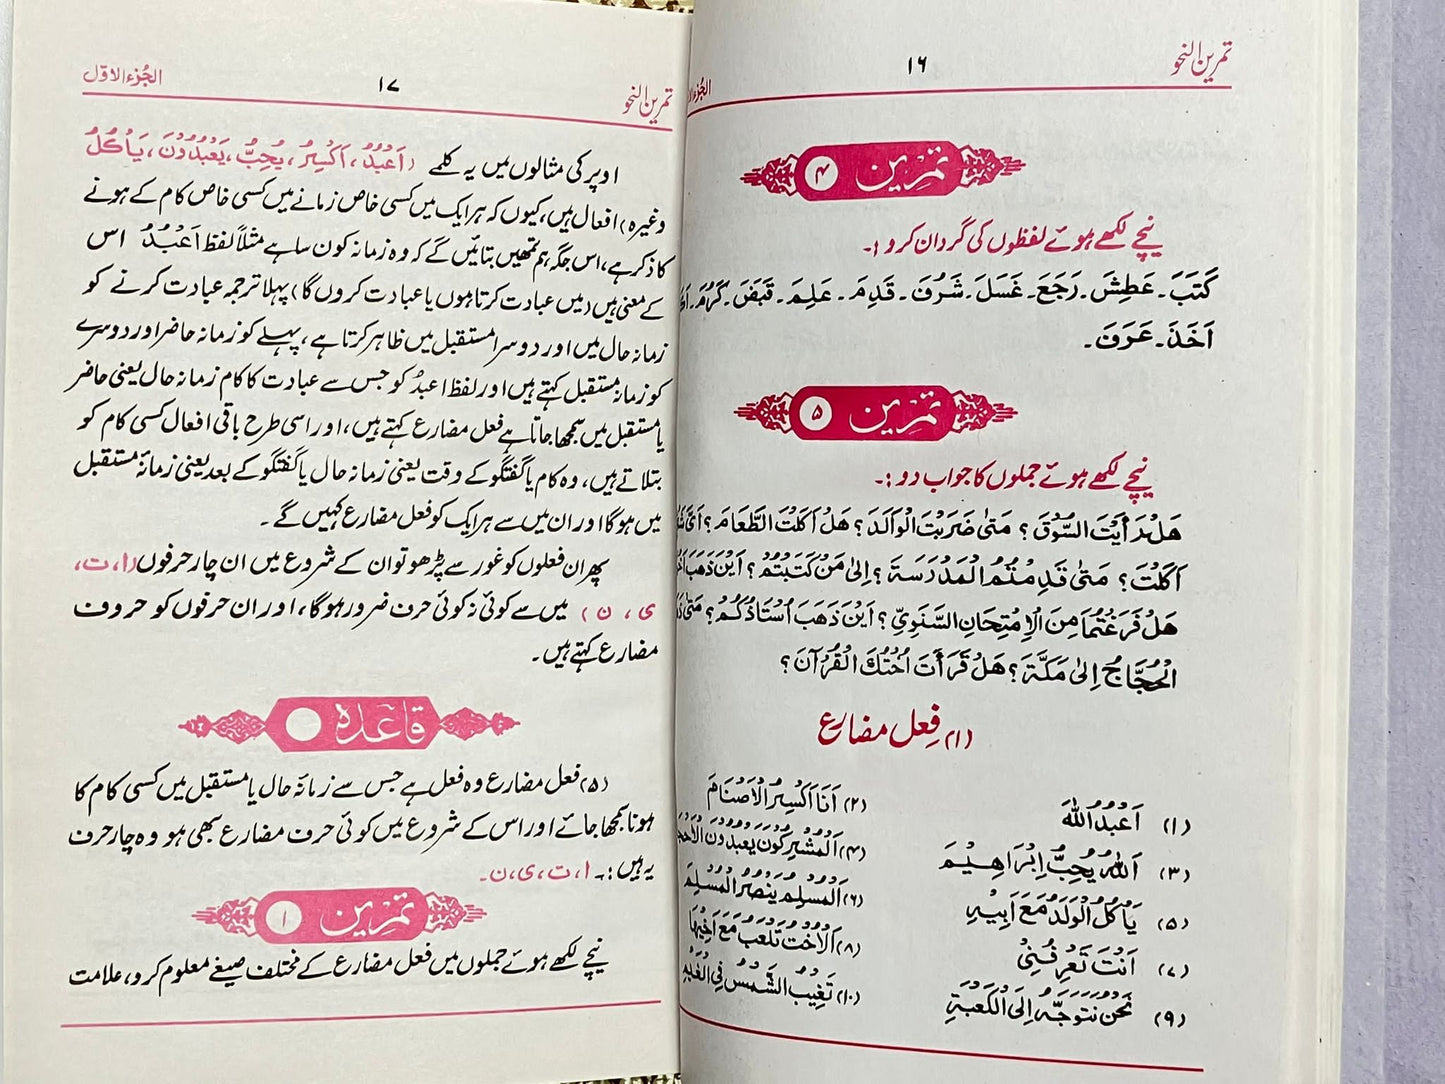 تمرین النحو ۱۶ الجُزء
تمرین ۴
نیچے لکھے ہوئے لفظوں کی گردان کرو :۔
كَتَبَ۔ عَطِشَ۔ رَجَعَ۔ غَسَلَ۔ شَرُفَ۔ قَدِمَ۔ عَلِمَ۔ قَبَضَ۔ كَرُمَ۔
اَخَذَ۔ عَرَفَ۔
تمرین ۵
نیچے لکھے ہوئے جملوں کا جواب دو :۔
هَلْ رَأَيْتَ السُّوْقَ؟ مَتٰى ضَرَبْتَ الْوَالَدَ؟ هَلْ اَكَلْتَ الطَّعَامَ؟ اَىَّ
اَكَلْتَ؟ مَتٰى قَدِمْتُمُ الْمَدْرَسَةَ؟ اِلٰى مَنْ كَتَبْتُمْ؟ اَيْنَ ذَهَبَ
هَلْ فَرَغْتُمَا مِنَ الْاِمْتِحَانِ السَّنَوِيِّ؟ اَيْنَ ذَهَبَ اُسْتَاذُكُمْ؟ مَتٰى
الْحُجَّاجُ اِلٰى مَكَّةَ؟ هَلْ قَرَأَتْ اُخْتُكَ الْقُرْآنَ؟
(۱) فِعل مضارع
(۱) اَعْبُدُ اللّٰهَ (۲) اَنَا اَكْسِرُ الْاَصْنَامَ
(۳) اَللّٰهُ يُحِبُّ اِبْرَاهِيْمَ (۴) اَلْمُشْرِكُوْنَ يَعْبُدُوْنَ
(۵) يَاْكُلُ الْوَلَدُ مَعَ اَبِيْهِ (۶) اَلْمُسْلِمُ يَنْصُرُ الْمُسْلِمَ
(۷) اَنْتَ تَعْرِفُنِيْ (۸) اَلْاُخْتُ تَلْعَبُ مَعَ اَخِيْهَا
(۹) نَحْنُ نَتَوَجَّهُ اِلَى الْكَعْبَةِ (۱۰) تَغِيْبُ الشَّمْسُ فِي
تمرین النحو ۱۷ الجُزء الاوّل
اوپر کی مثالوں میں یہ کلمے (اَعْبُدُ، اَكْسِرُ، يُحِبُّ، يَعْبُدُوْنَ، يَاْكُلُ
وغیرہ) افعال ہیں، کیوں کہ ہر ایک میں کسی خاص زمانے میں کسی خاص کام کے ہونے
کا ذکر ہے، اس جگہ ہم تمھیں بتائیں گے کہ وہ زمانہ کون سا ہے مثلاً لفظ اَعْبُدُ اس
کے معنی ہیں (میں عبادت کرتا ہوں یا عبادت کروں گا) پہلا ترجمہ عبادت کرنے کو
زمانہ حال میں اور دوسرا مستقبل میں ظاہر کرتا ہے، پہلے کو زمانہ حاضر اور دوسرے
کو زمانہ مستقبل کہتے ہیں اور لفظ اعبدُ کو جس سے عبادت کا کام زمانہ حال یعنی حاضر
یا مستقبل میں سمجھا جاتا ہے فعل مضارع کہتے ہیں، اور اسی طرح باقی افعال کسی کام کو
بتلاتے ہیں، وہ کام یا گفتگو کے وقت یعنی زمانہ حال یا گفتگو کے بعد یعنی زمانۂ مستقبل
میں ہوگا اور ان میں سے ہر ایک کو فعل مضارع کہیں گے۔
پھر ان فعلوں کو غور سے پڑھو تو ان کے شروع میں ان چار حرفوں (ا، ت،
ی، ن) میں سے کوئی نہ کوئی حرف ضرور ہوگا، اور ان حرفوں کو حروف
مضارع کہتے ہیں۔
قاعدہ
(۵) فعل مضارع وہ فعل ہے جس سے زمانۂ حال یا مستقبل میں کسی کام کا
ہونا سمجھا جائے اور اس کے شروع میں کوئی حرف مضارع بھی ہو وہ چار حرف
یہ ہیں :۔ ا، ت، ی، ن۔
تمرین ۱
نیچے لکھے ہوئے جملوں میں فعل مضارع کے مختلف صیغے معلوم کرو، علامت